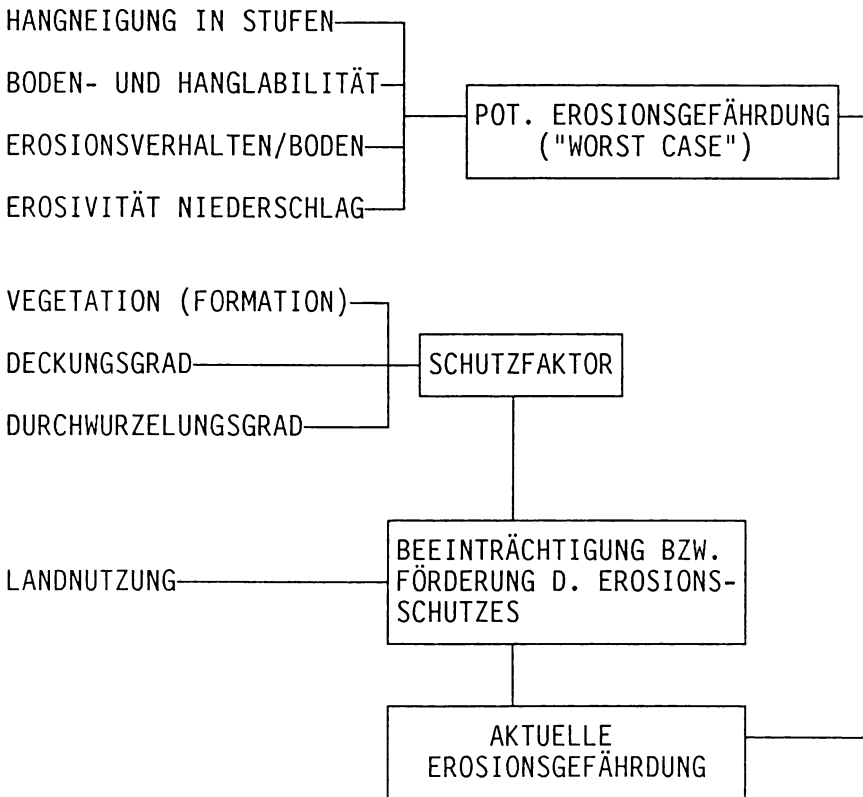 HANGNEIGUNG IN STUFEN
BODEN- UND HANGLABILITÄT
EROSIONSVERHALTEN/BODEN
EROSIVITÄT NIEDERSCHLAG
POT. EROSIONSGEFÄHRDUNG
("WORST CASE")
VEGETATION (FORMATION)
DECKUNGSGRAD
DURCHWURZELUNGSGRAD
SCHUTZFAKTOR
LANDNUTZUNG
BEEINTRÄCHTIGUNG BZW.
FÖRDERUNG D. EROSIONS-
SCHUTZES
AKTUELLE
EROSIONSGEFÄHRDUNG